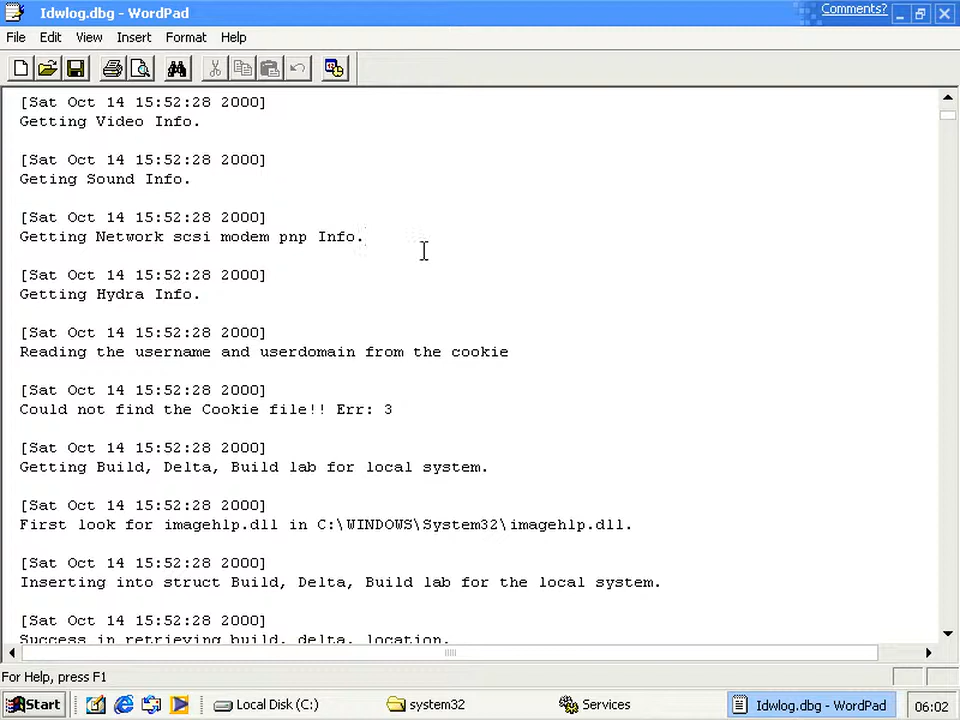 Idwlog.dbg - WordPad
Comments?
File Edit View Insert Format Help
[Sat Oct 14 15:52:28 2000]
Getting Video Info.
[Sat Oct 14 15:52:28 2000]
Geting Sound Info.
[Sat Oct 14 15:52:28 2000]
Getting Network scsi modem pnp Info.
[Sat Oct 14 15:52:28 2000]
Getting Hydra Info.
[Sat Oct 14 15:52:28 2000]
Reading the username and userdomain from the cookie
[Sat Oct 14 15:52:28 2000]
Could not find the Cookie file!! Err: 3
[Sat Oct 14 15:52:28 2000]
Getting Build, Delta, Build lab for local system.
[Sat Oct 14 15:52:28 2000]
First look for imagehlp.dll in C:\WINDOWS\System32\imagehlp.dll.
[Sat Oct 14 15:52:28 2000]
Inserting into struct Build, Delta, Build lab for the local system.
[Sat Oct 14 15:52:28 2000]
Success in retrieving build, delta, location.
For Help, press F1
Start Local Disk (C:) system32 Services Idwlog.dbg - WordPad 06:02